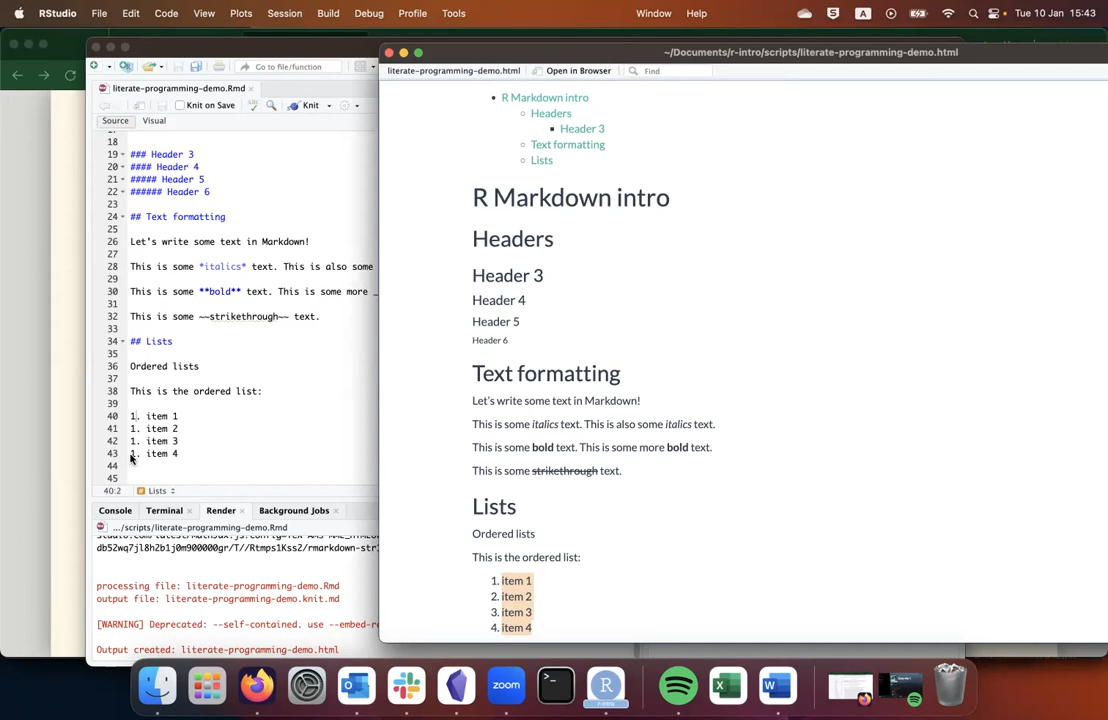 RStudio File Edit Code View Plots Session Build Debug Profile Tools Window Help Tue 10 Jan 15:43
~/Documents/r-intro/scripts/literate-programming-demo.html
Go to file/function
literate-programming-demo.html Open in Browser Find
literate-programming-demo.Rmd
Knit on Save Knit
Source Visual
18
19 ### Header 3
20 #### Header 4
21 ##### Header 5
22 ###### Header 6
23
24 ## Text formatting
25
26 Let's write some text in Markdown!
27
28 This is some *italics* text. This is also some
29
30 This is some **bold** text. This is some more _
31
32 This is some ~~strikethrough~~ text.
33
34 ## Lists
35
36 Ordered lists
37
38 This is the ordered list:
39
40 1. item 1
41 1. item 2
42 1. item 3
43 1. item 4
44
45
40:2 Lists
Console Terminal Render Background Jobs
.../scripts/literate-programming-demo.Rmd
db52wq7jl8h2b1j0m900000gr/T//Rtmps1Kss2/rmarkdown-str
processing file: literate-programming-demo.Rmd
output file: literate-programming-demo.knit.md
[WARNING] Deprecated: --self-contained. use --embed-re
Output created: literate-programming-demo.html
R Markdown intro
Headers
Header 3
Text formatting
Lists
R Markdown intro
Headers
Header 3
Header 4
Header 5
Header 6
Text formatting
Let's write some text in Markdown!
This is some italics text. This is also some italics text.
This is some bold text. This is some more bold text.
This is some strikethrough text.
Lists
Ordered lists
This is the ordered list:
1. item 1
2. item 2
3. item 3
4. item 4
zoom